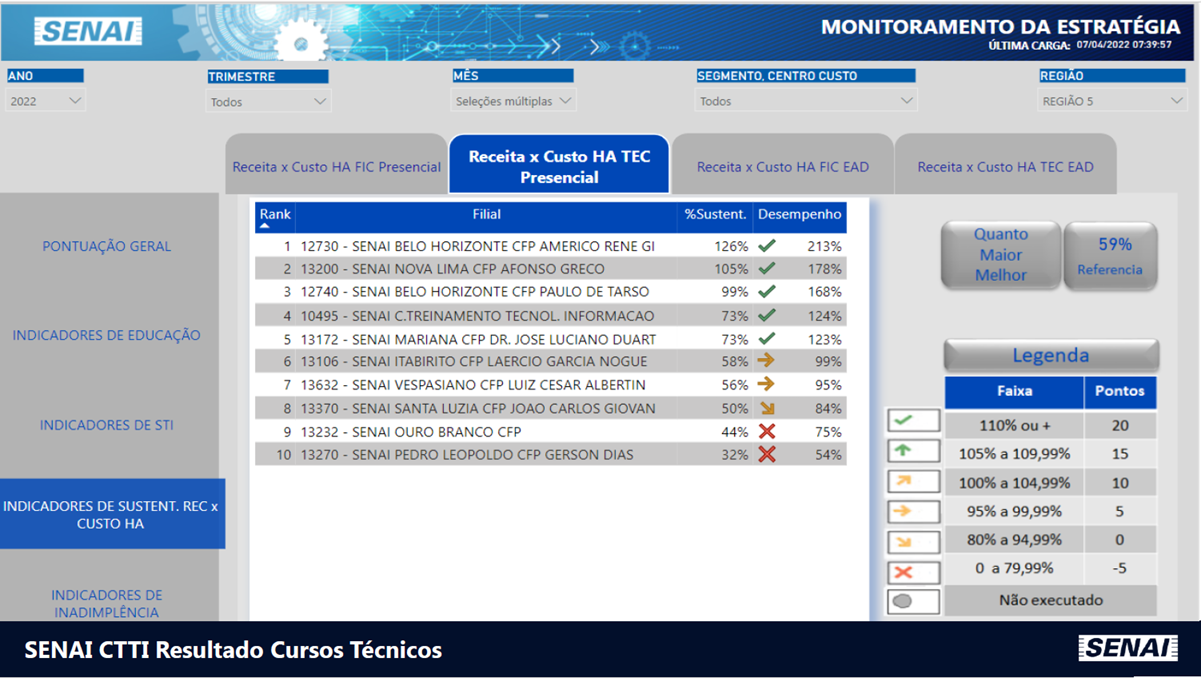 SENAI
MONITORAMENTO DA ESTRATÉGIA
ÚLTIMA CARGA: 07/04/2022 07:39:57
ANO
TRIMESTRE
MÊS
SEGMENTO, CENTRO CUSTO
REGIÃO
2022
Todos
Seleções múltiplas
Todos
REGIÃO 5
Receita x Custo HA FIC Presencial
Receita x Custo HA TEC
Presencial
Receita x Custo HA FIC EAD
Receita x Custo HA TEC EAD
PONTUAÇÃO GERAL
INDICADORES DE EDUCAÇÃO
INDICADORES DE STI
INDICADORES DE SUSTENT. REC x
CUSTO HA
INDICADORES DE
INADIMPLÊNCIA
Rank Filial %Sustent. Desempenho
1 12730 - SENAI BELO HORIZONTE CFP AMERICO RENE GI 126% 213%
2 13200 - SENAI NOVA LIMA CFP AFONSO GRECO 105% 178%
3 12740 - SENAI BELO HORIZONTE CFP PAULO DE TARSO 99% 168%
4 10495 - SENAI C.TREINAMENTO TECNOL. INFORMACAO 73% 124%
5 13172 - SENAI MARIANA CFP DR. JOSE LUCIANO DUART 73% 123%
6 13106 - SENAI ITABIRITO CFP LAERCIO GARCIA NOGUE 58% 99%
7 13632 - SENAI VESPASIANO CFP LUIZ CESAR ALBERTIN 56% 95%
8 13370 - SENAI SANTA LUZIA CFP JOAO CARLOS GIOVAN 50% 84%
9 13232 - SENAI OURO BRANCO CFP 44% 75%
10 13270 - SENAI PEDRO LEOPOLDO CFP GERSON DIAS 32% 54%
Quanto
Maior
Melhor
59%
Referencia
Legenda
Faixa Pontos
110% ou + 20
105% a 109,99% 15
100% a 104,99% 10
95% a 99,99% 5
80% a 94,99% 0
0 a 79,99% -5
Não executado
SENAI CTTI Resultado Cursos Técnicos
SENAI